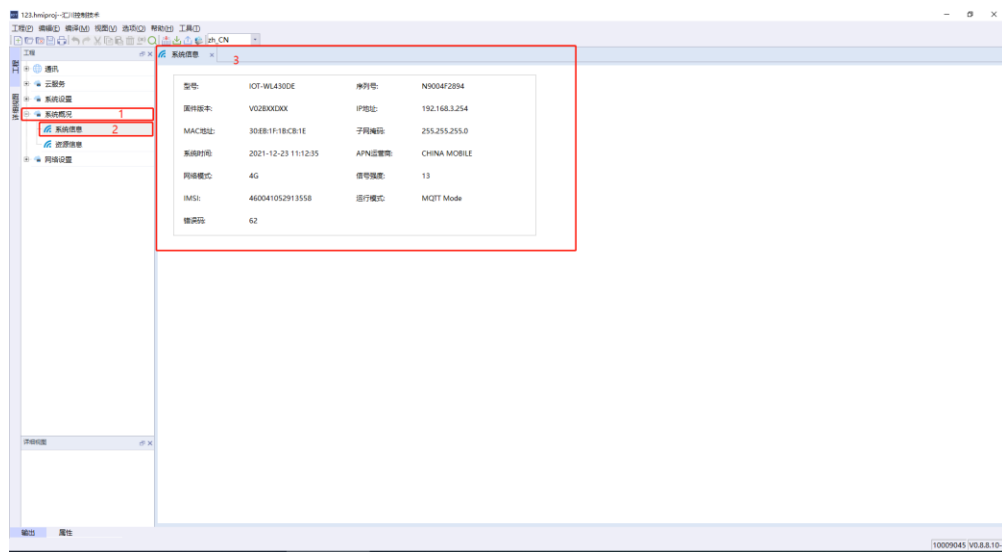 123.hmiproj--汇川控制技术
工程(P) 编辑(E) 编译(M) 视图(V) 选项(O) 帮助(H) 工具(T)
zh_CN
工程
系统信息
3
通讯
云服务
系统设置
系统概况 1
系统信息 2
资源信息
网络设置
型号: IOT-WL430DE 序列号: N9004F2894
固件版本: V02BXXDXX IP地址: 192.168.3.254
MAC地址: 30:EB:1F:1B:CB:1E 子网掩码: 255.255.255.0
系统时间: 2021-12-23 11:12:35 APN运营商: CHINA MOBILE
网络模式: 4G 信号强度: 13
IMSI: 460041052913558 运行模式: MQTT Mode
错误码: 62
详细视图
输出 属性
10009045 V0.8.8.10-